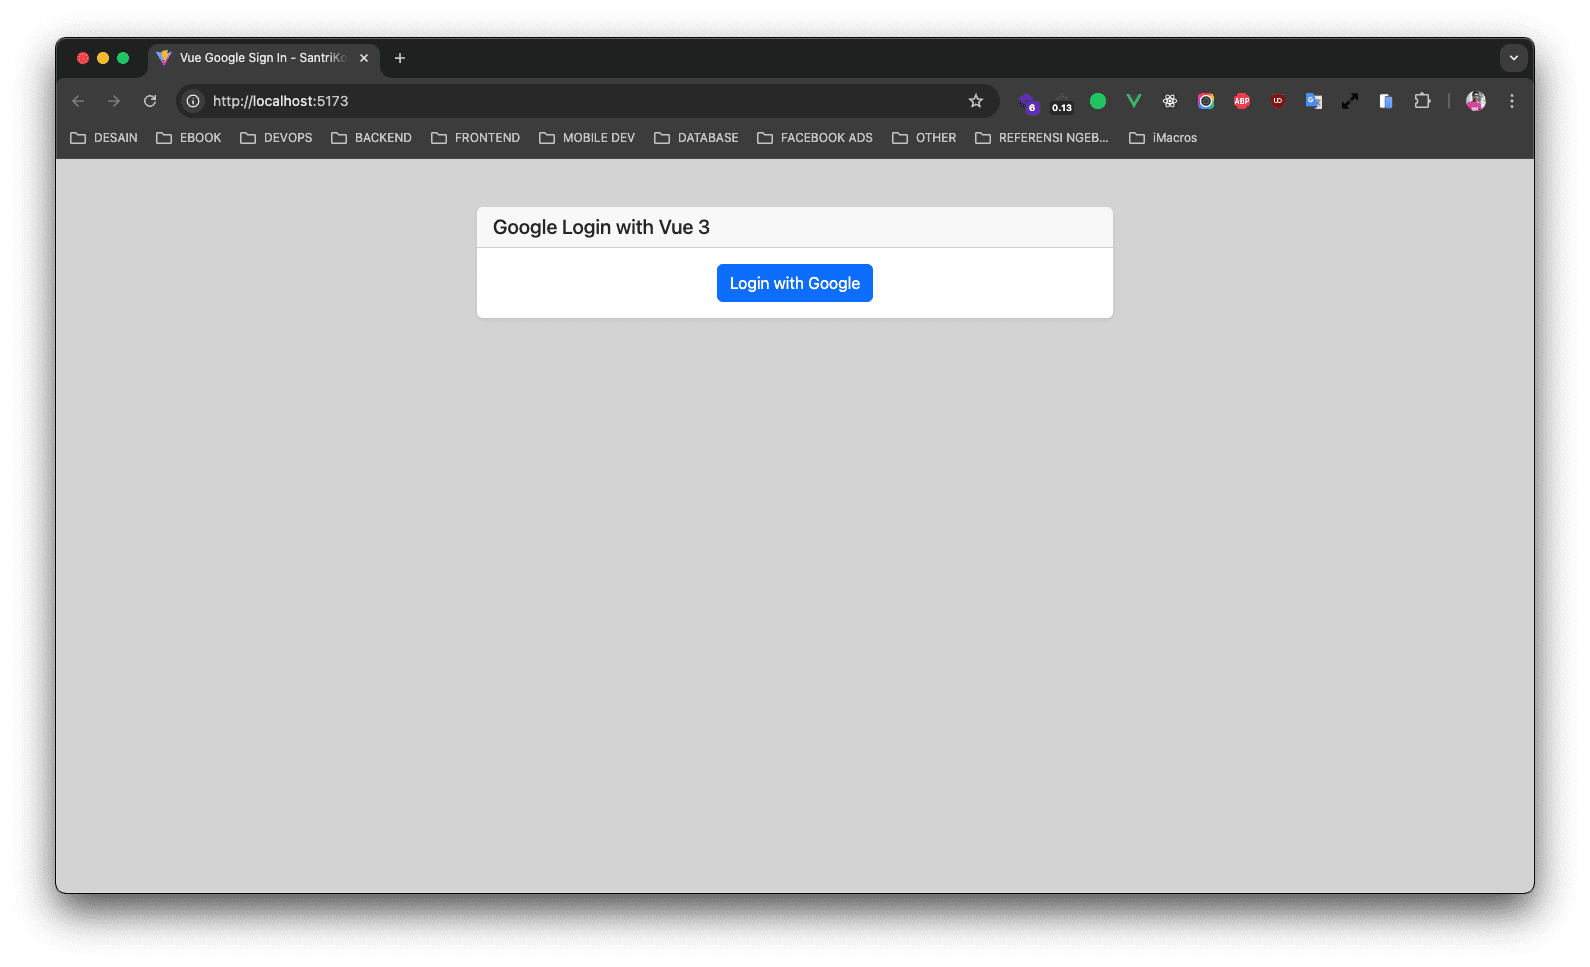 Vue Google Sign In - SantriKo
http://localhost:5173
6
0.13
ABP
UD
DESAIN EBOOK DEVOPS BACKEND FRONTEND MOBILE DEV DATABASE FACEBOOK ADS OTHER REFERENSI NGEB... iMacros
Google Login with Vue 3
Login with Google